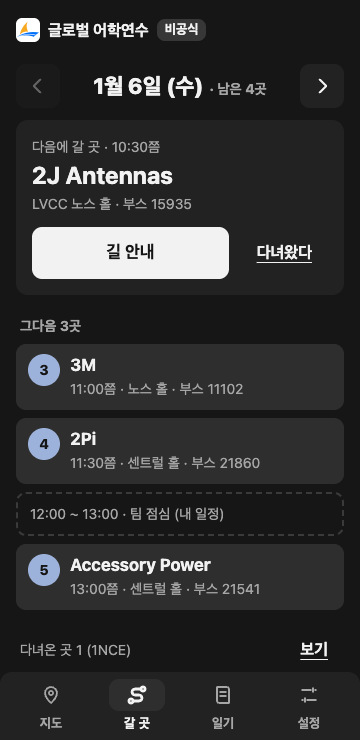 글로벌 어학연수 비공식
1월 6일 (수) · 남은 4곳
다음에 갈 곳 · 10:30쯤
2J Antennas
LVCC 노스 홀 · 부스 15935
길 안내 다녀왔다
그다음 3곳
3 3M
11:00쯤 · 노스 홀 · 부스 11102
4 2Pi
11:30쯤 · 센트럴 홀 · 부스 21860
12:00 ~ 13:00 · 팀 점심 (내 일정)
5 Accessory Power
13:00쯤 · 센트럴 홀 · 부스 21541
다녀온 곳 1 (1NCE) 보기
지도 갈 곳 일기 설정